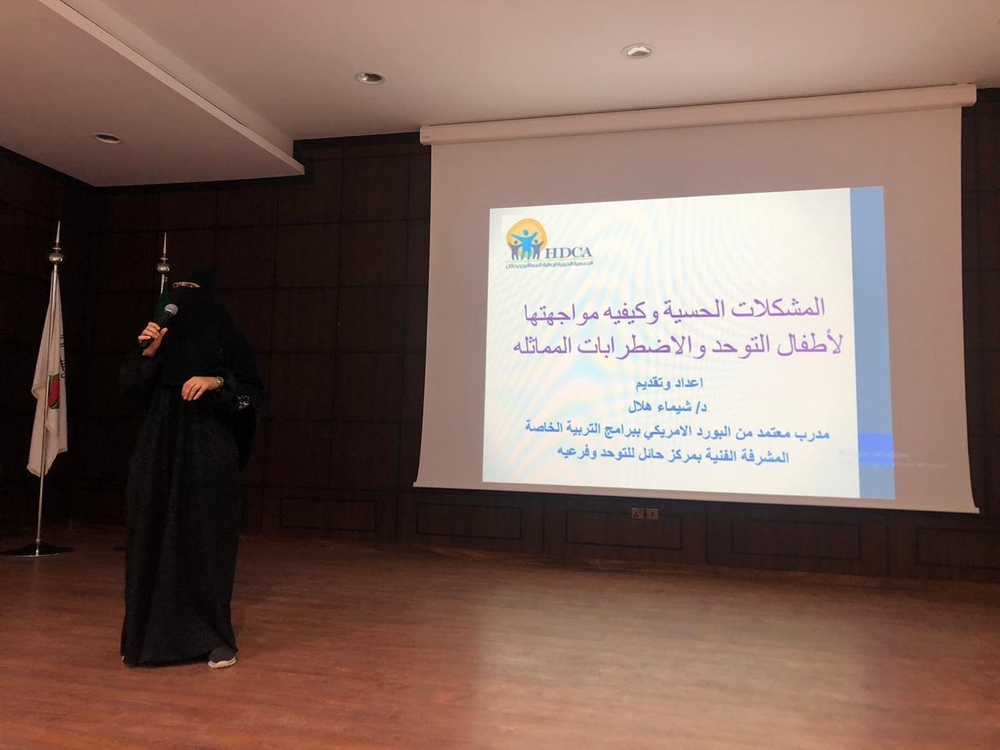 HDCA
الجمعية الخيرية لرعاية المعاقين بحائل
المشكلات الحسية وكيفيه مواجهتها
لأطفال التوحد والاضطرابات المماثله
اعداد وتقديم
د/ شيماء هلال
مدرب معتمد من البورد الامريكي ببرامج التربية الخاصة
المشرفة الفنية بمركز حائل للتوحد وفرعيه
Activate Windows